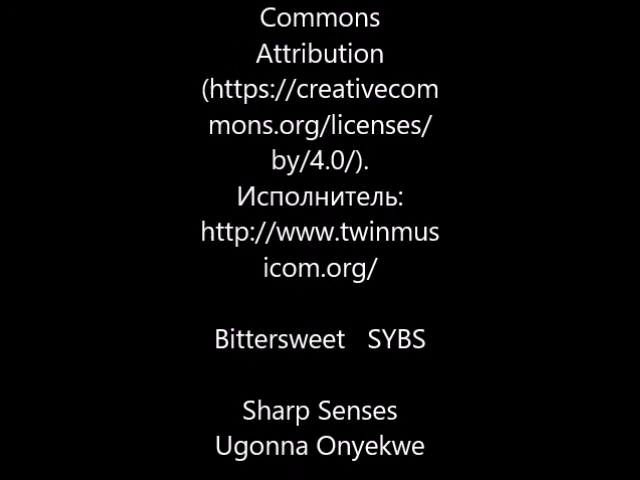 Commons
Attribution
(https://creativecom
mons.org/licenses/
by/4.0/).
Исполнитель:
http://www.twinmus
icom.org/
Bittersweet   SYBS
Sharp Senses
Ugonna Onyekwe